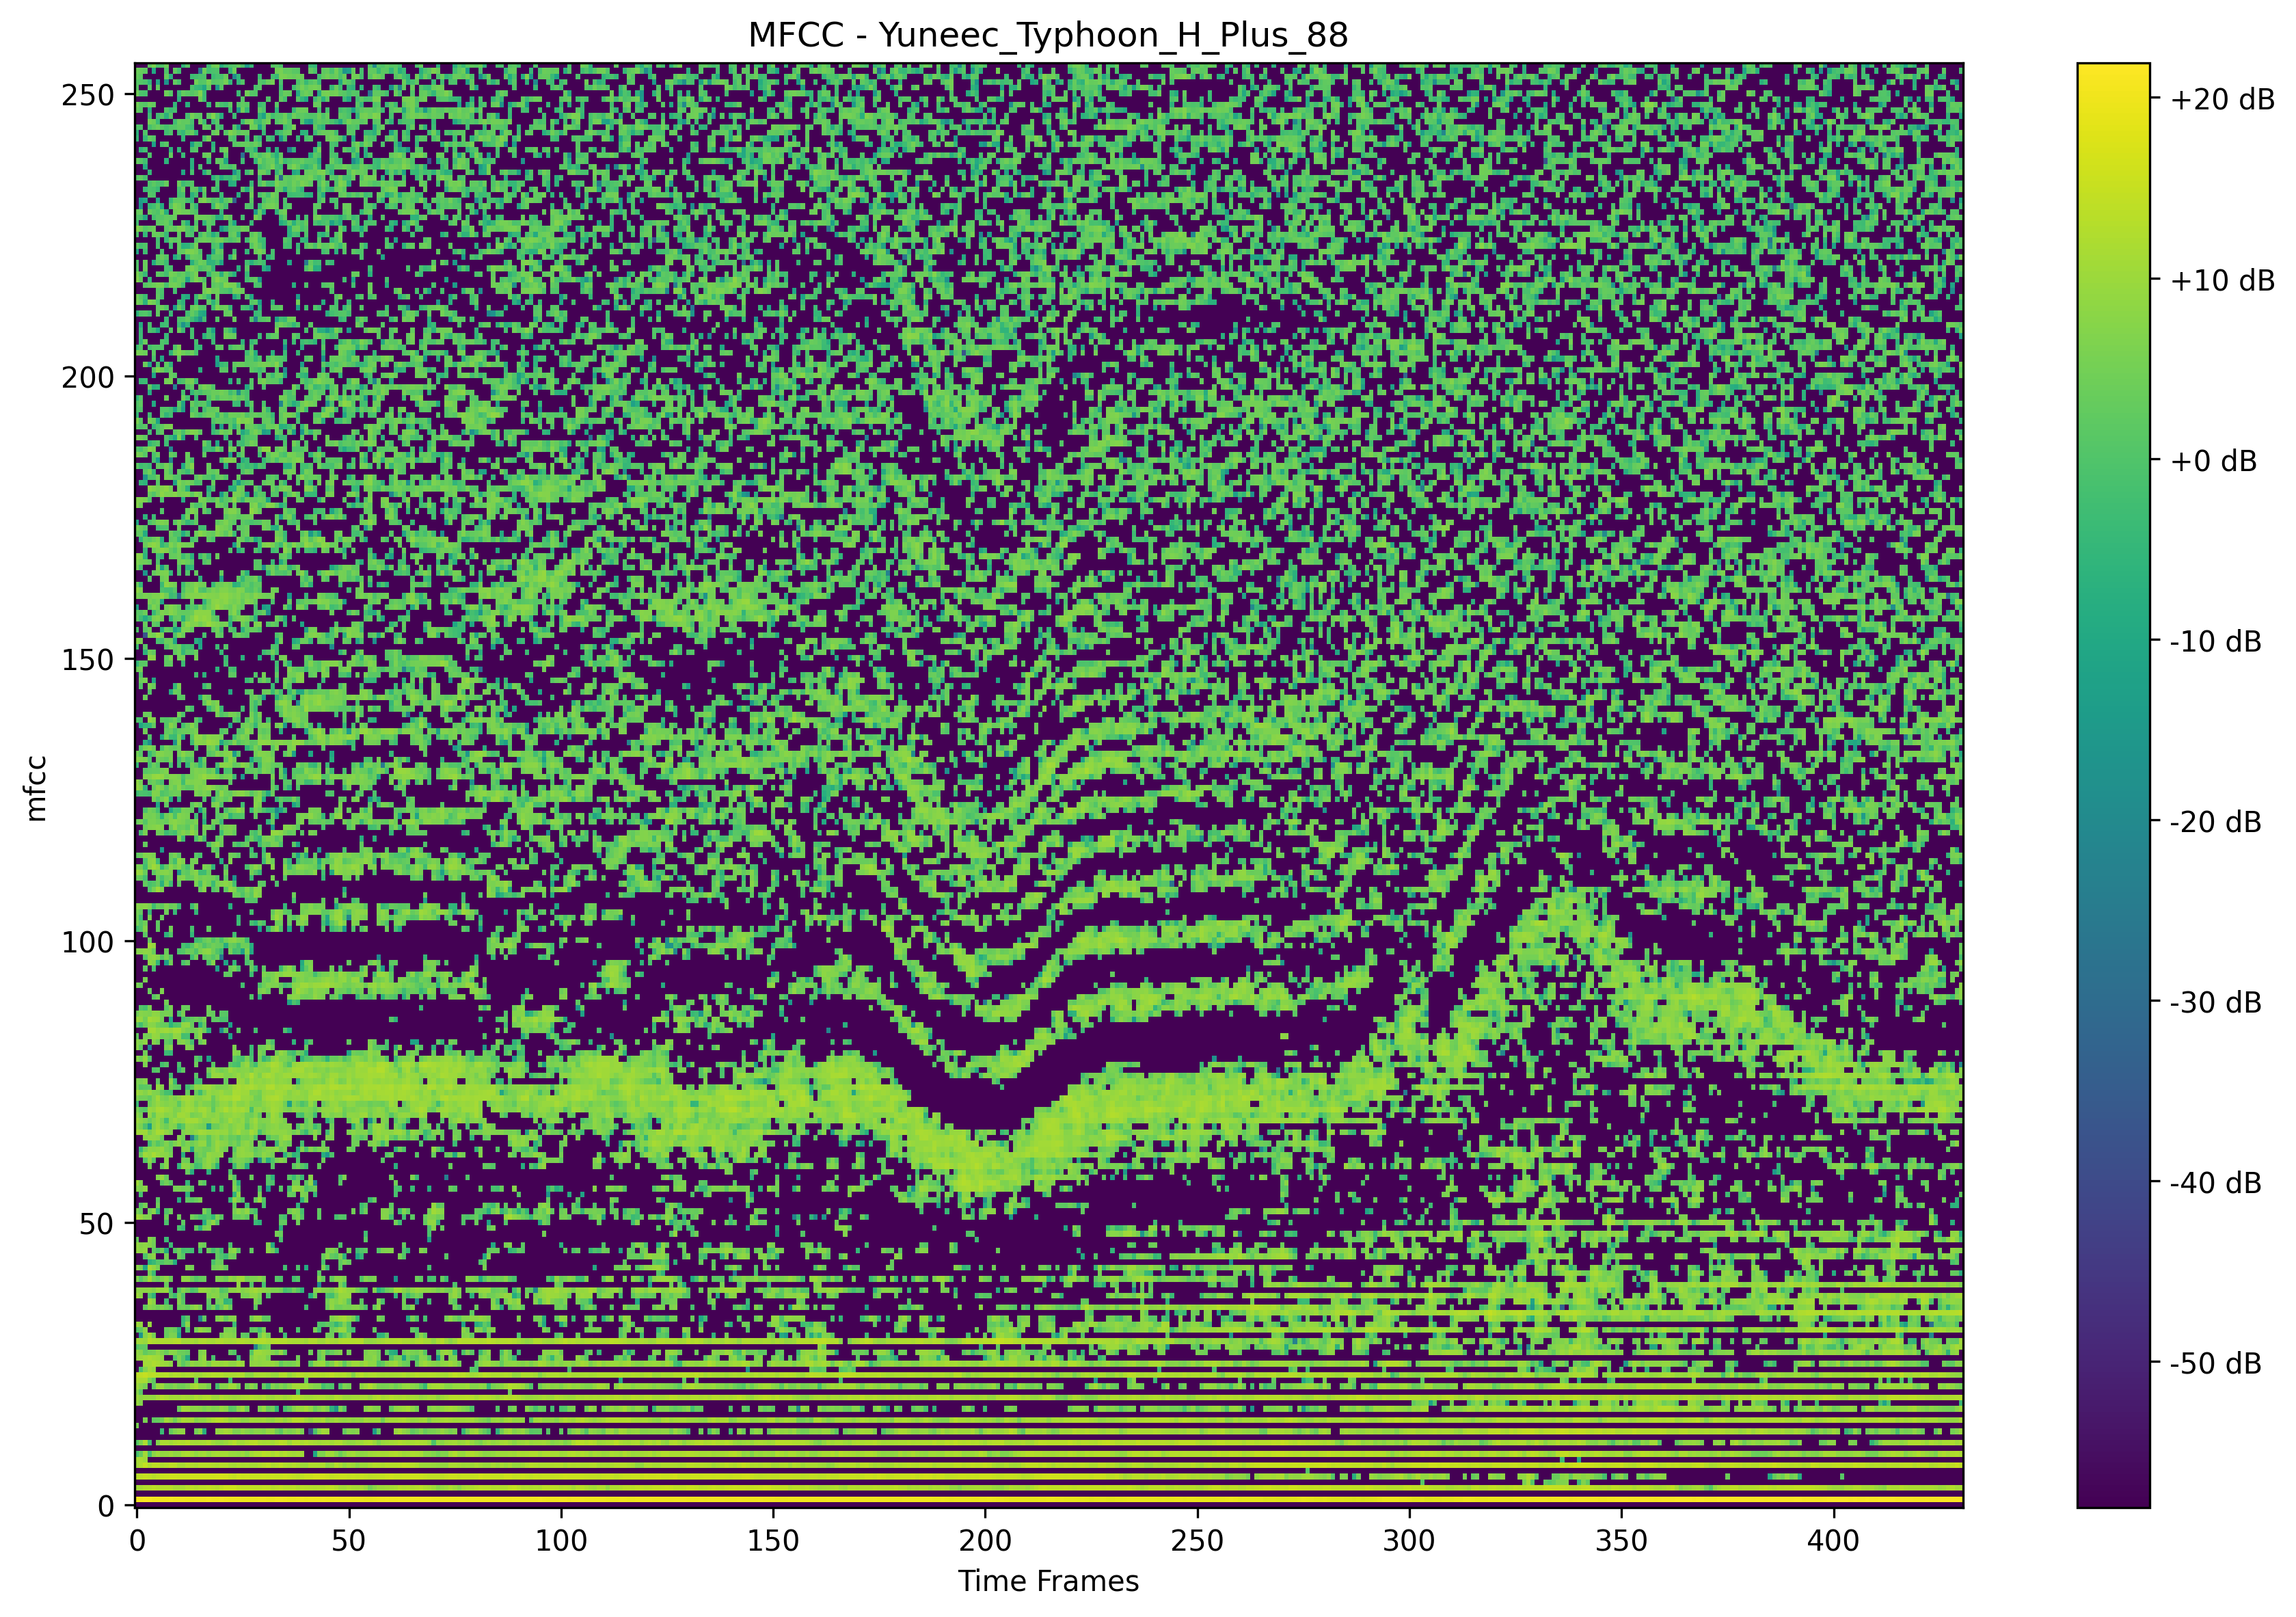 MFCC - Yuneec_Typhoon_H_Plus_88
250
200
150
100
50
0
mfcc
0 50 100 150 200 250 300 350 400
Time Frames
+20 dB
+10 dB
+0 dB
-10 dB
-20 dB
-30 dB
-40 dB
-50 dB